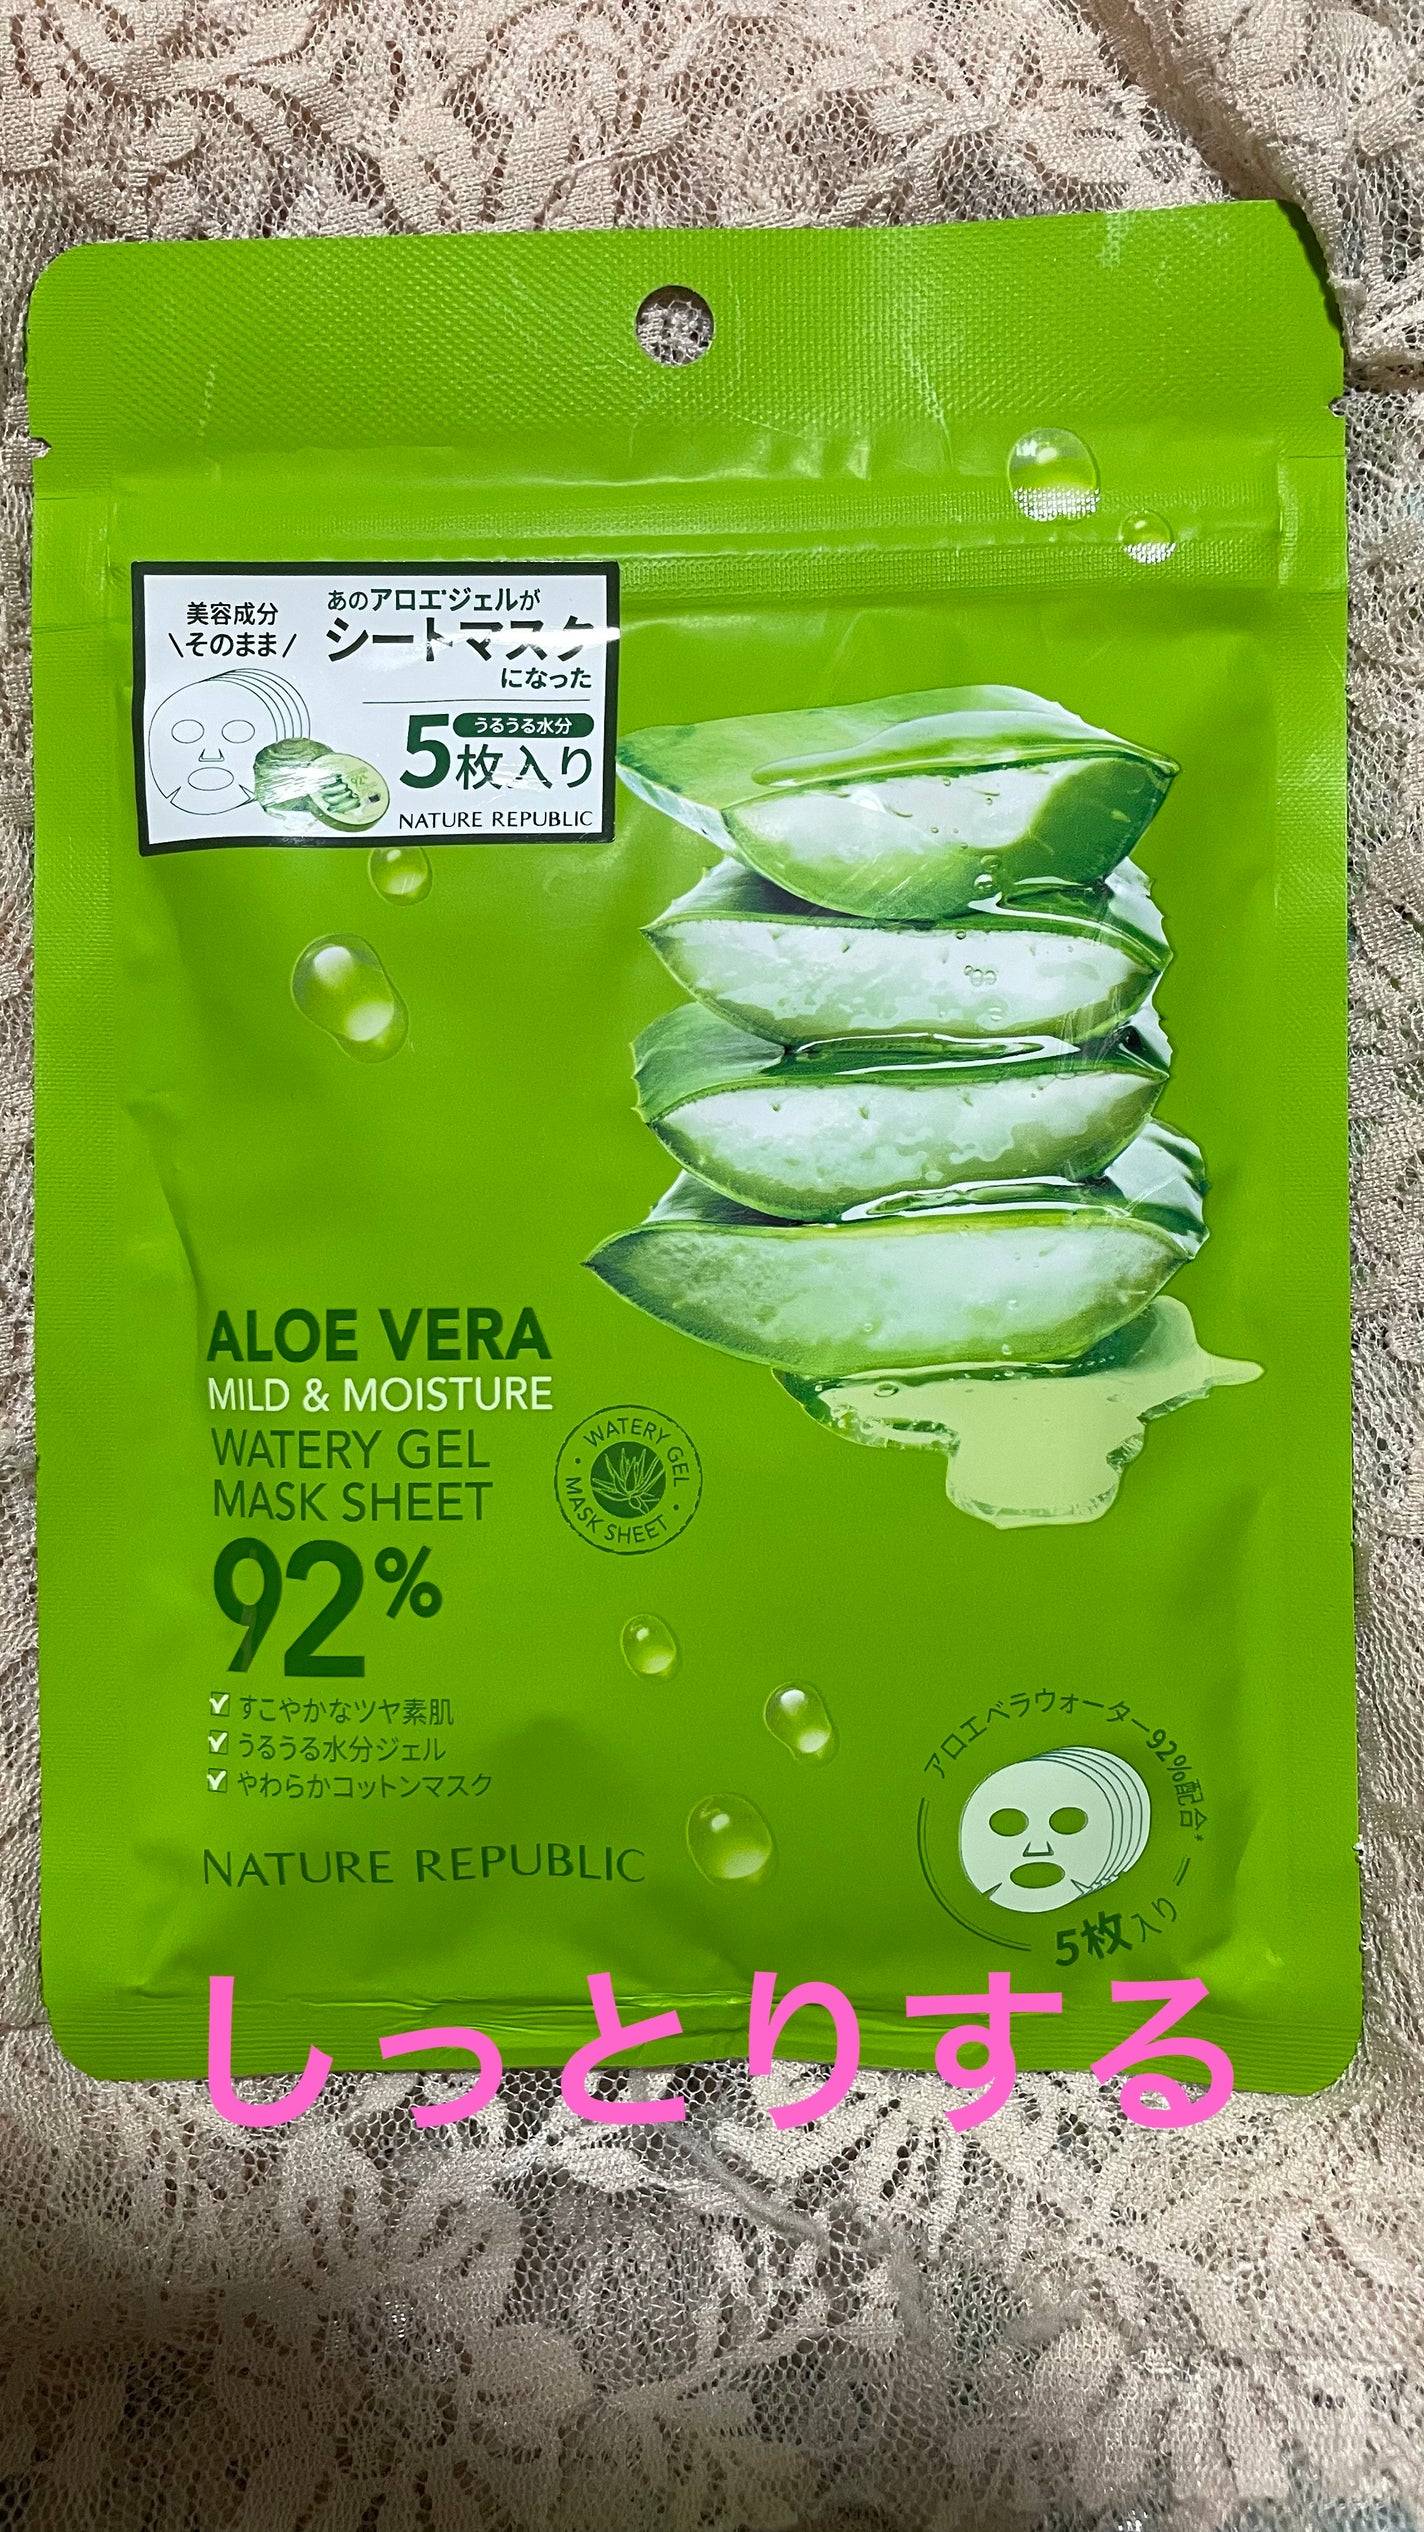 美容成分
\そのまま/
あのアロエ*ジェルが
シートマスク
になった
うるうる水分
5枚入り
NATURE REPUBLIC
ALOE VERA
MILD & MOISTURE
WATERY GEL
MASK SHEET
92%
WATERY GEL
MASK SHEET
すこやかなツヤ素肌
うるうる水分ジェル
やわらかコットンマスク
NATURE REPUBLIC
アロエベラウォーター92%配合*
5枚入り
しっとりする